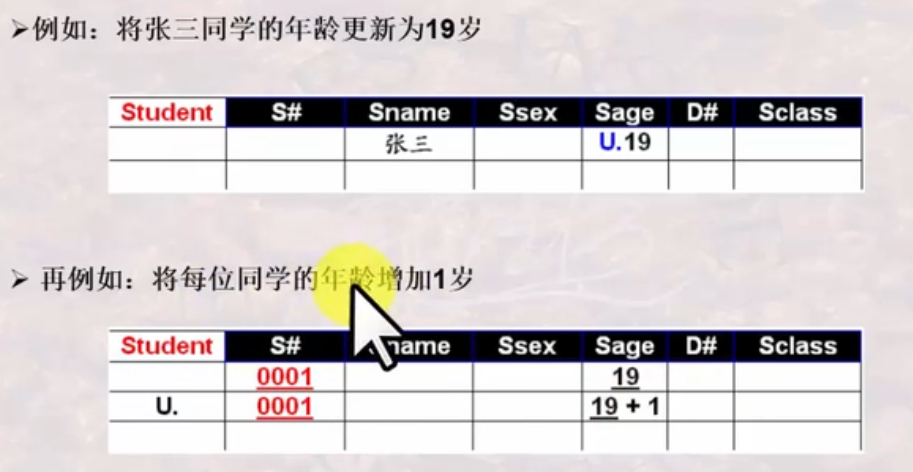 ➢例如：将张三同学的年龄更新为19岁
Student S# Sname Ssex Sage D# Sclass
张三 U.19
➢ 再例如：将每位同学的年龄增加1岁
Student S# name Ssex Sage D# Sclass
0001 19
U. 0001 19 + 1